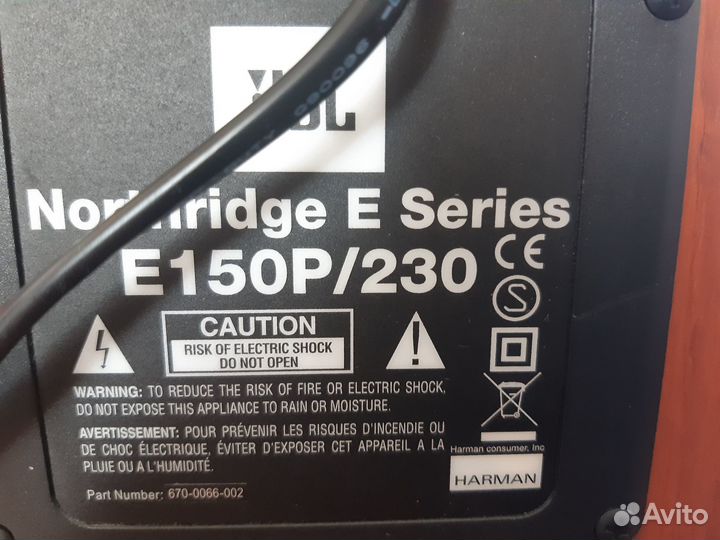 JBL
Northridge E Series
E150P/230
CE
S
CAUTION
RISK OF ELECTRIC SHOCK
DO NOT OPEN
WARNING: TO REDUCE THE RISK OF FIRE OR ELECTRIC SHOCK,
DO NOT EXPOSE THIS APPLIANCE TO RAIN OR MOISTURE.
AVERTISSEMENT: POUR PRÉVENIR LES RISQUES D'INCENDIE OU
DE CHOC ÉLECTRIQUE, ÉVITER D'EXPOSER CET APPAREIL A LA
PLUIE OU A L'HUMIDITÉ.
Part Number: 670-0066-002
Harman consumer, Inc
HARMAN
Avito